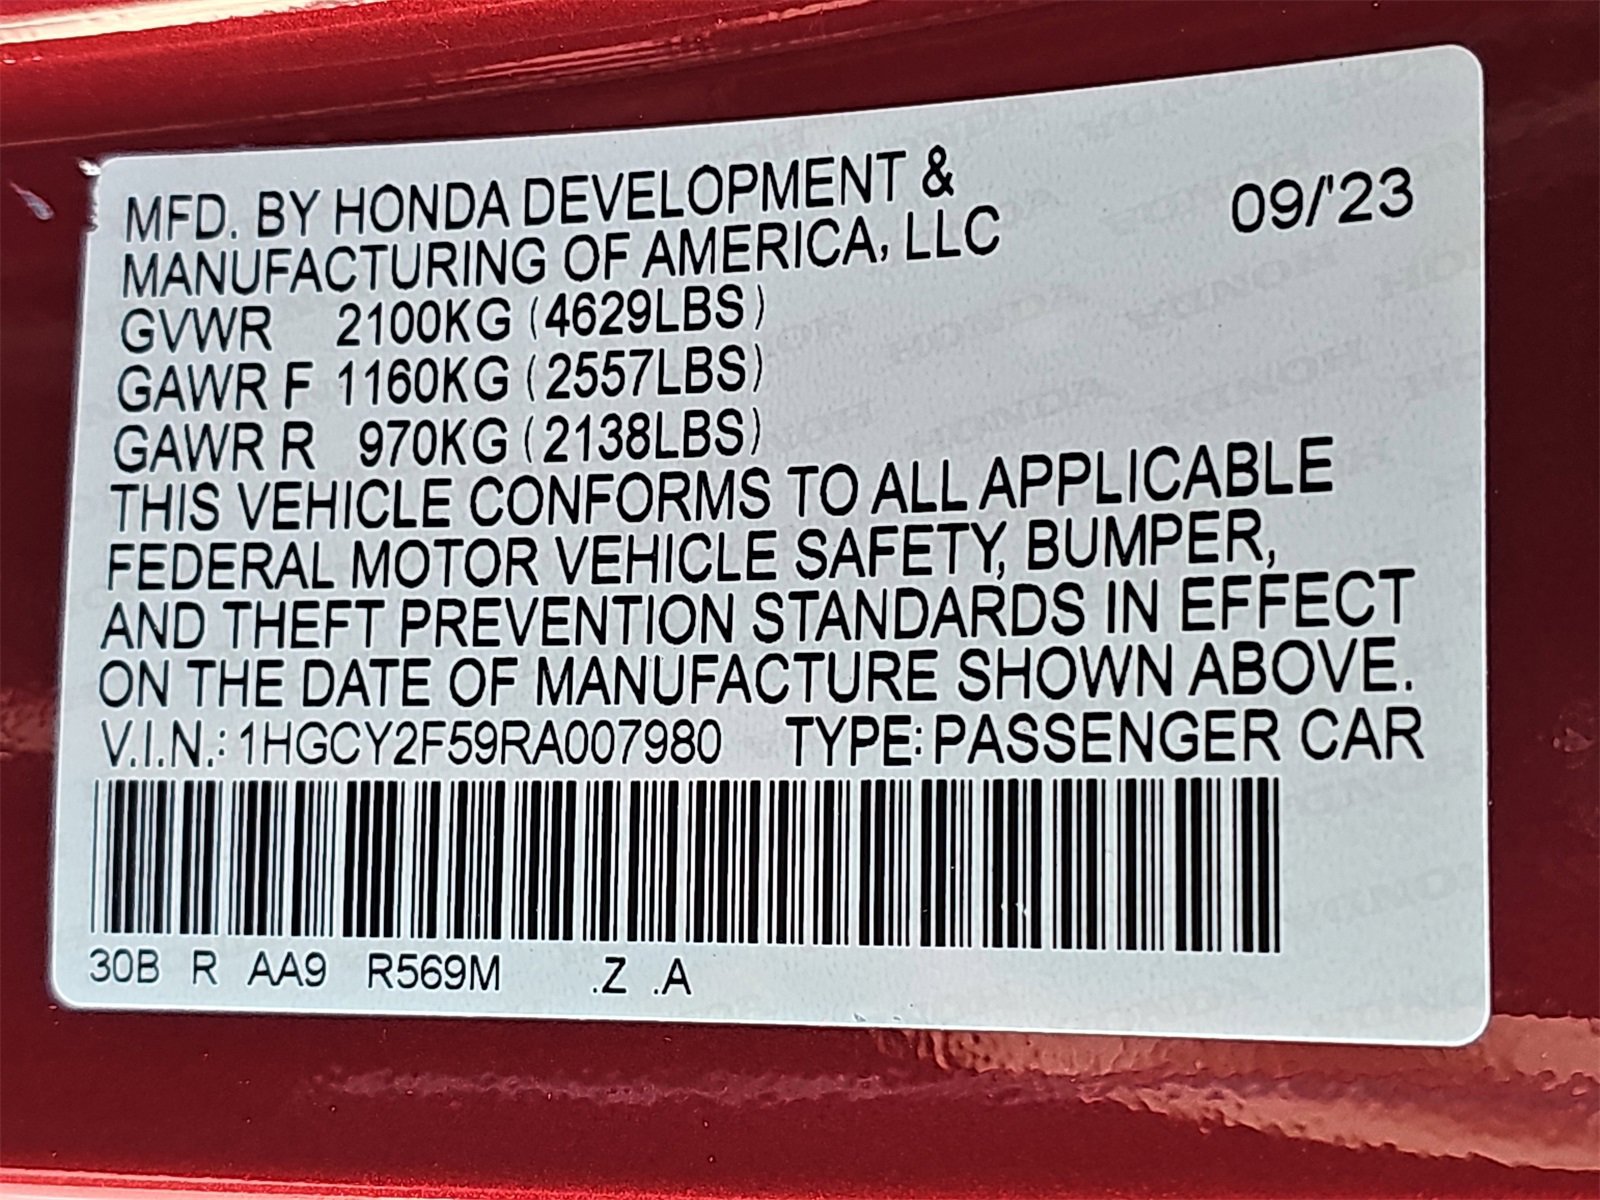 MFD. BY HONDA DEVELOPMENT & MANUFACTURING OF AMERICA, LLC 09/'23
GVWR 2100KG (4629LBS)
GAWR F 1160KG (2557LBS)
GAWR R 970KG (2138LBS)
THIS VEHICLE CONFORMS TO ALL APPLICABLE
FEDERAL MOTOR VEHICLE SAFETY, BUMPER,
AND THEFT PREVENTION STANDARDS IN EFFECT
ON THE DATE OF MANUFACTURE SHOWN ABOVE.
V.I.N.: 1HGCY2F59RA007980 TYPE: PASSENGER CAR
30B R AA9 R569M .Z .A